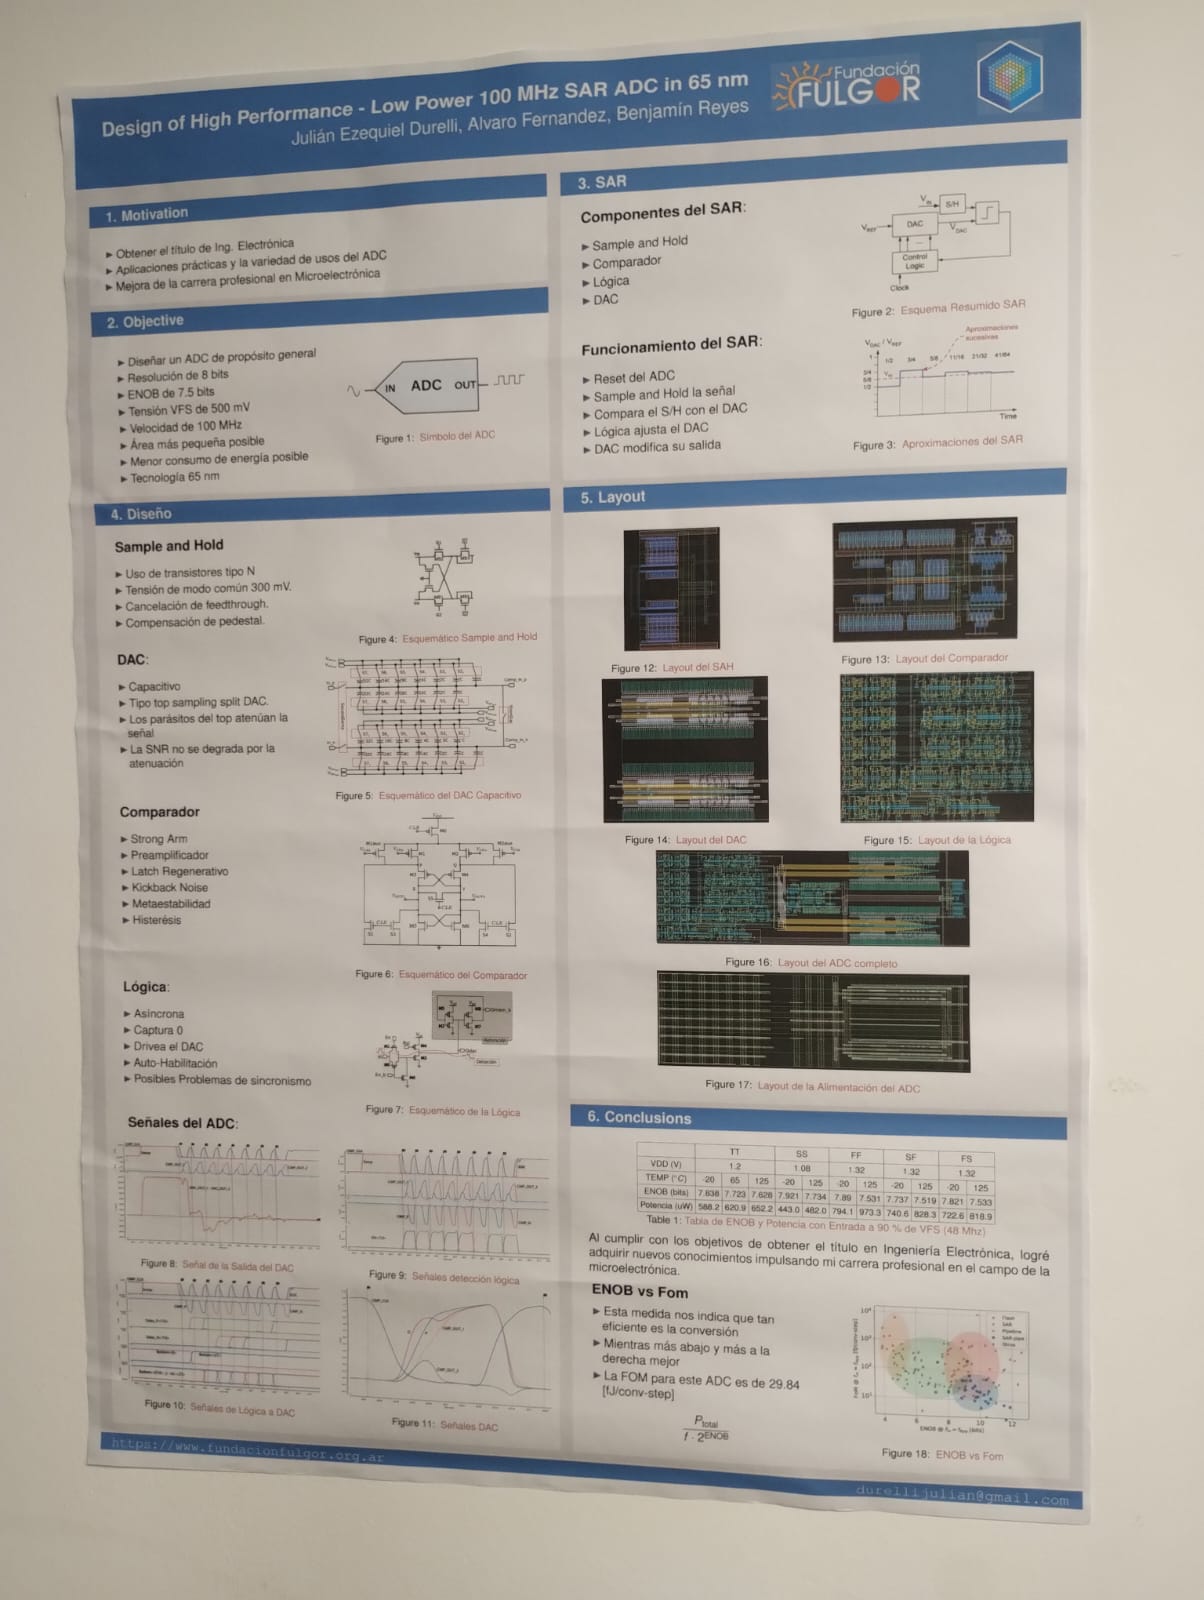 Design of High Performance - Low Power 100 MHz SAR ADC in 65 nm
Julián Ezequiel Durelli, Alvaro Fernandez, Benjamín Reyes
Fundación
FULGOR
1. Motivation
► Obtener el título de Ing. Electrónica
► Aplicaciones prácticas y la variedad de usos del ADC
► Mejora de la carrera profesional en Microelectrónica
2. Objective
► Diseñar un ADC de propósito general
► Resolución de 8 bits
► ENOB de 7.5 bits
► Tensión VFS de 500 mV
► Velocidad de 100 MHz
► Área más pequeña posible
► Menor consumo de energía posible
► Tecnología 65 nm
IN ADC OUT
Figure 1: Símbolo del ADC
3. SAR
Componentes del SAR:
► Sample and Hold
► Comparador
► Lógica
► DAC
Vin
S/H
VREF
DAC
VDAC
Control
Logic
Clock
Figure 2: Esquema Resumido SAR
Funcionamiento del SAR:
► Reset del ADC
► Sample and Hold la señal
► Compara el S/H con el DAC
► Lógica ajusta el DAC
► DAC modifica su salida
Aproximaciones
sucesivas
VDAC / VREF
1 1/2 3/4 5/8 11/16 21/32 41/64
3/4
5/8
1/2
Vin
Time
Figure 3: Aproximaciones del SAR
4. Diseño
Sample and Hold
► Uso de transistores tipo N
► Tensión de modo común 300 mV.
► Cancelación de feedthrough.
► Compensación de pedestal.
Figure 4: Esquemático Sample and Hold
DAC:
► Capacitivo
► Tipo top sampling split DAC.
► Los parásitos del top atenúan la
señal
► La SNR no se degrada por la
atenuación
Figure 5: Esquemático del DAC Capacitivo
Comparador
► Strong Arm
► Preamplificador
► Latch Regenerativo
► Kickback Noise
► Metaestabilidad
► Histerésis
Figure 6: Esquemático del Comparador
Lógica:
► Asíncrona
► Captura 0
► Drivea el DAC
► Auto-Habilitación
► Posibles Problemas de sincronismo
Figure 7: Esquemático de la Lógica
Señales del ADC:
Figure 8: Señal de la Salida del DAC
Figure 9: Señales detección lógica
Figure 10: Señales de Lógica a DAC
Figure 11: Señales DAC
5. Layout
Figure 12: Layout del SAH
Figure 13: Layout del Comparador
Figure 14: Layout del DAC
Figure 15: Layout de la Lógica
Figure 16: Layout del ADC completo
Figure 17: Layout de la Alimentación del ADC
6. Conclusions
TT SS FF SF FS
VDD (V) 1.2 1.08 1.32 1.32 1.32
TEMP (°C) -20 65 125 -20 125 -20 125 -20 125 -20 125
ENOB (bits) 7.838 7.723 7.628 7.921 7.734 7.89 7.531 7.737 7.519 7.821 7.533
Potencia (uW) 588.2 620.9 652.2 443.0 482.0 794.1 973.3 740.6 828.3 722.6 818.9
Table 1: Tabla de ENOB y Potencia con Entrada a 90 % de VFS (48 Mhz)
Al cumplir con los objetivos de obtener el título en Ingeniería Electrónica, logré
adquirir nuevos conocimientos impulsando mi carrera profesional en el campo de la
microelectrónica.
ENOB vs Fom
► Esta medida nos indica que tan
eficiente es la conversión
► Mientras más abajo y más a la
derecha mejor
► La FOM para este ADC es de 29.84
[fJ/conv-step]
Ptotal
f · 2^ENOB
4 6 8 10 12
Figure 18: ENOB vs Fom
https://www.fundacionfulgor.org.ar
durellijulian@gmail.com